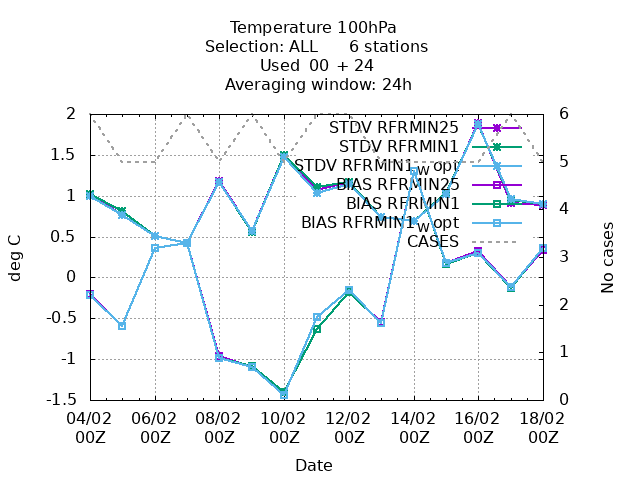 Temperature 100hPa
Selection: ALL 6 stations
Used 00 + 24
Averaging window: 24h
2
1.5
1
0.5
0
-0.5
-1
-1.5
deg C
6
5
4
3
2
1
0
No cases
STDV RFRMIN25
STDV RFRMIN1
STDV RFRMIN1_w opt
BIAS RFRMIN25
BIAS RFRMIN1
BIAS RFRMIN1_w opt
CASES
04/02 06/02 08/02 10/02 12/02 14/02 16/02 18/02
00Z 00Z 00Z 00Z 00Z 00Z 00Z 00Z
Date